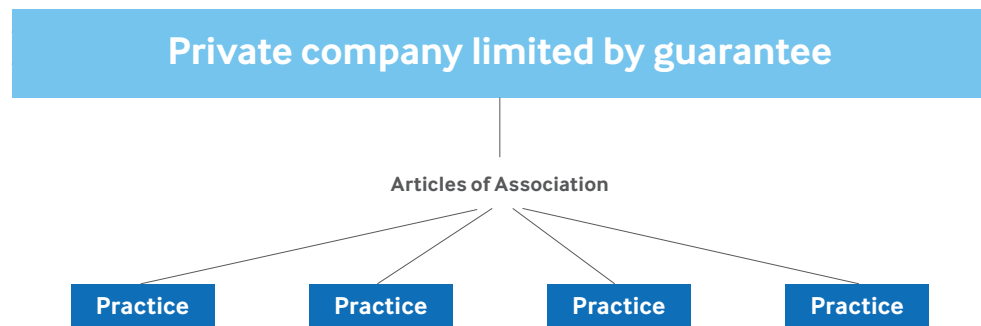 Private company limited by guarantee
Articles of Association
Practice
Practice
Practice
Practice